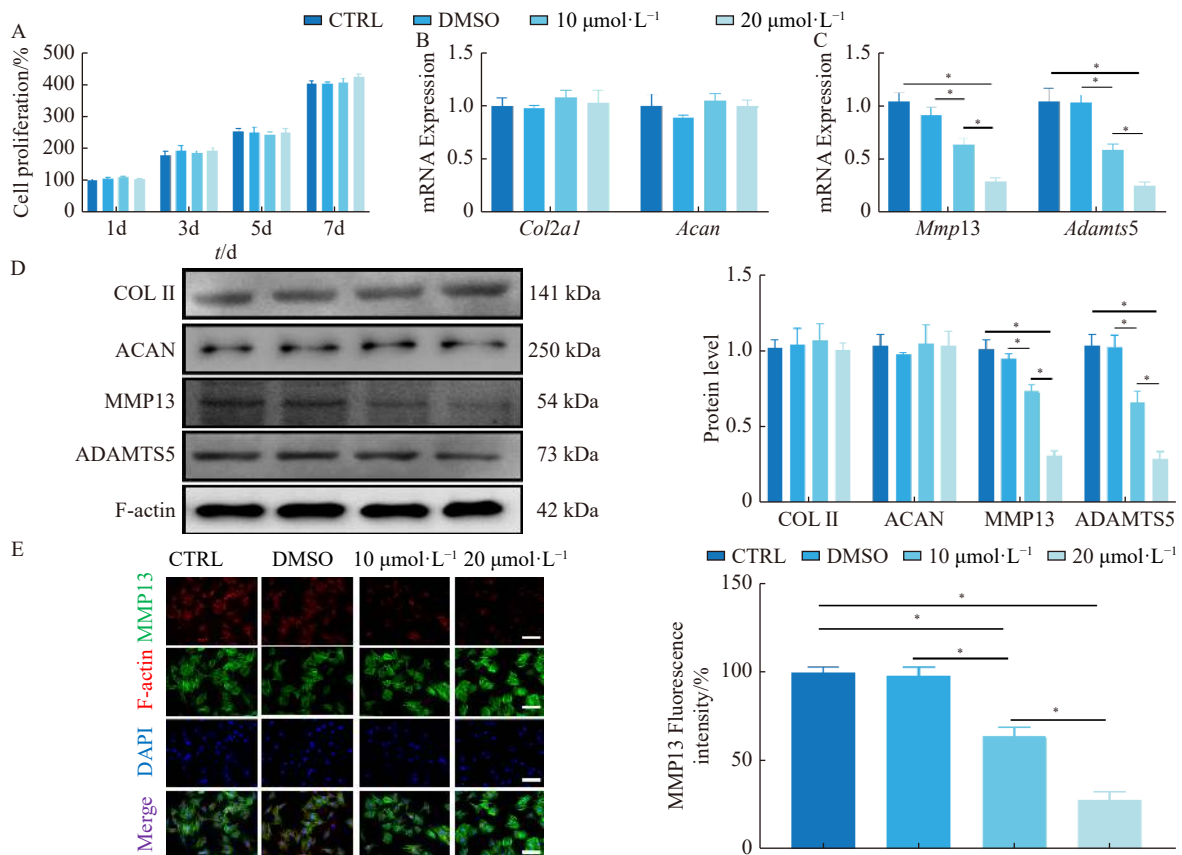 CTRL DMSO 10 μmol·L⁻¹ 20 μmol·L⁻¹
A
Cell proliferation/%
500
400
300
200
100
0
1d 3d 5d 7d
t/d
B
mRNA Expression
1.5
1.0
0.5
0
Col2a1 Acan
C
mRNA Expression
1.5
1.0
0.5
0
* * * * * *
Mmp13 Adamts5
D
COL II 141 kDa
ACAN 250 kDa
MMP13 54 kDa
ADAMTS5 73 kDa
F-actin 42 kDa
Protein level
1.5
1.0
0.5
0
* * * * * *
COL II ACAN MMP13 ADAMTS5
E
CTRL DMSO 10 μmol·L⁻¹ 20 μmol·L⁻¹
MMP13
F-actin
DAPI
Merge
CTRL DMSO 10 μmol·L⁻¹ 20 μmol·L⁻¹
MMP13 Fluorescence
intensity/%
150
100
50
0
* * * *